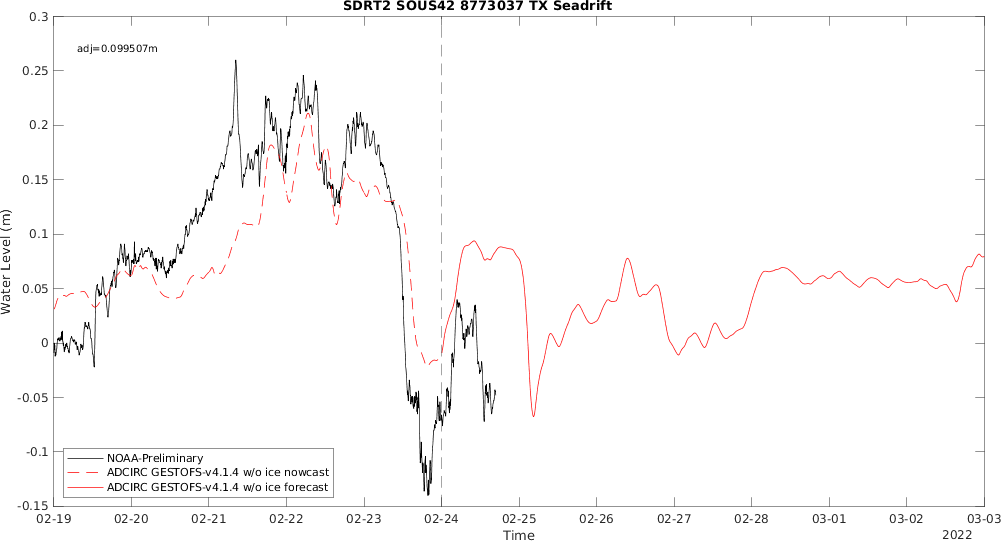 SDRT2 SOUS42 8773037 TX Seadrift
adj=0.099507m
0.3
0.25
0.2
0.15
0.1
0.05
0
-0.05
-0.1
-0.15
Water Level (m)
NOAA-Preliminary
ADCIRC GESTOFS-v4.1.4 w/o ice nowcast
ADCIRC GESTOFS-v4.1.4 w/o ice forecast
02-19 02-20 02-21 02-22 02-23 02-24 02-25 02-26 02-27 02-28 03-01 03-02 03-03
Time
2022